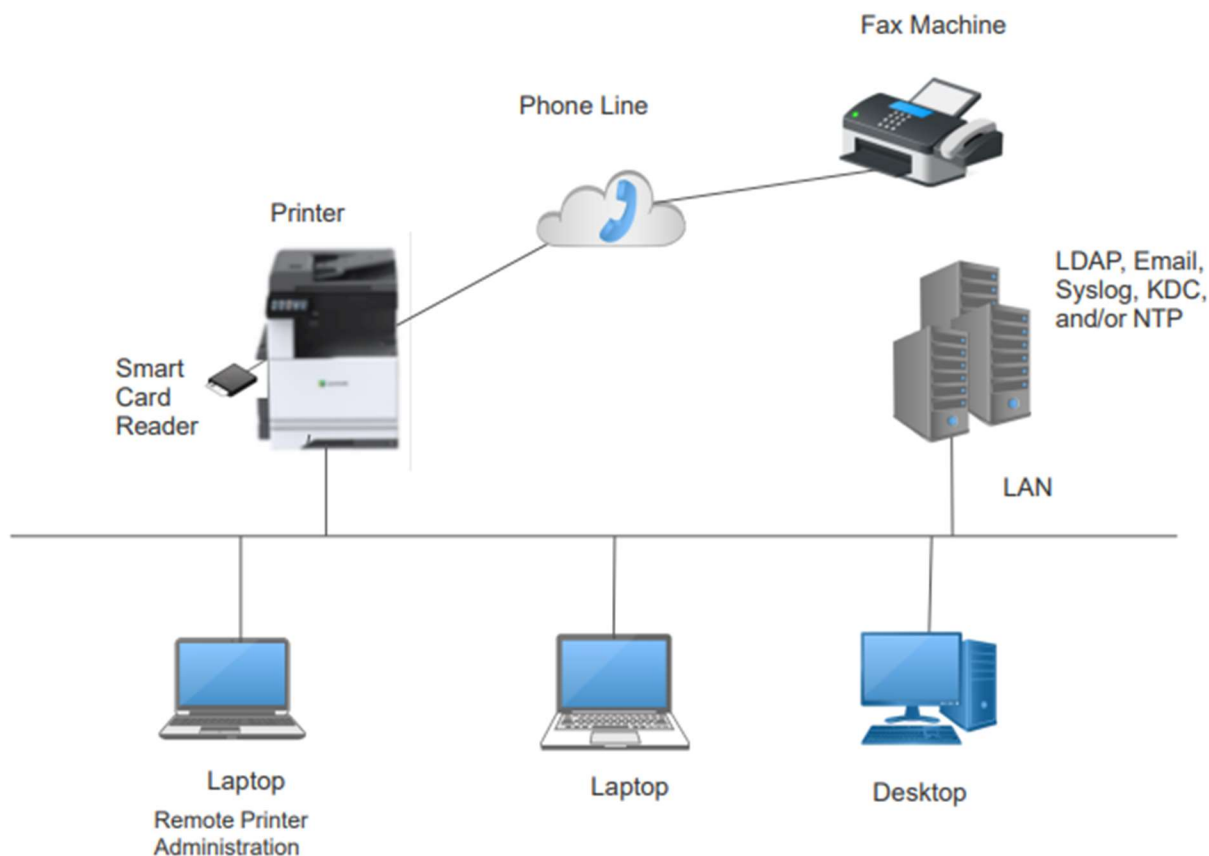 Fax Machine
Phone Line
Printer
LDAP, Email,
Syslog, KDC,
and/or NTP
Smart
Card
Reader
LAN
Laptop
Remote Printer
Administration
Laptop
Desktop